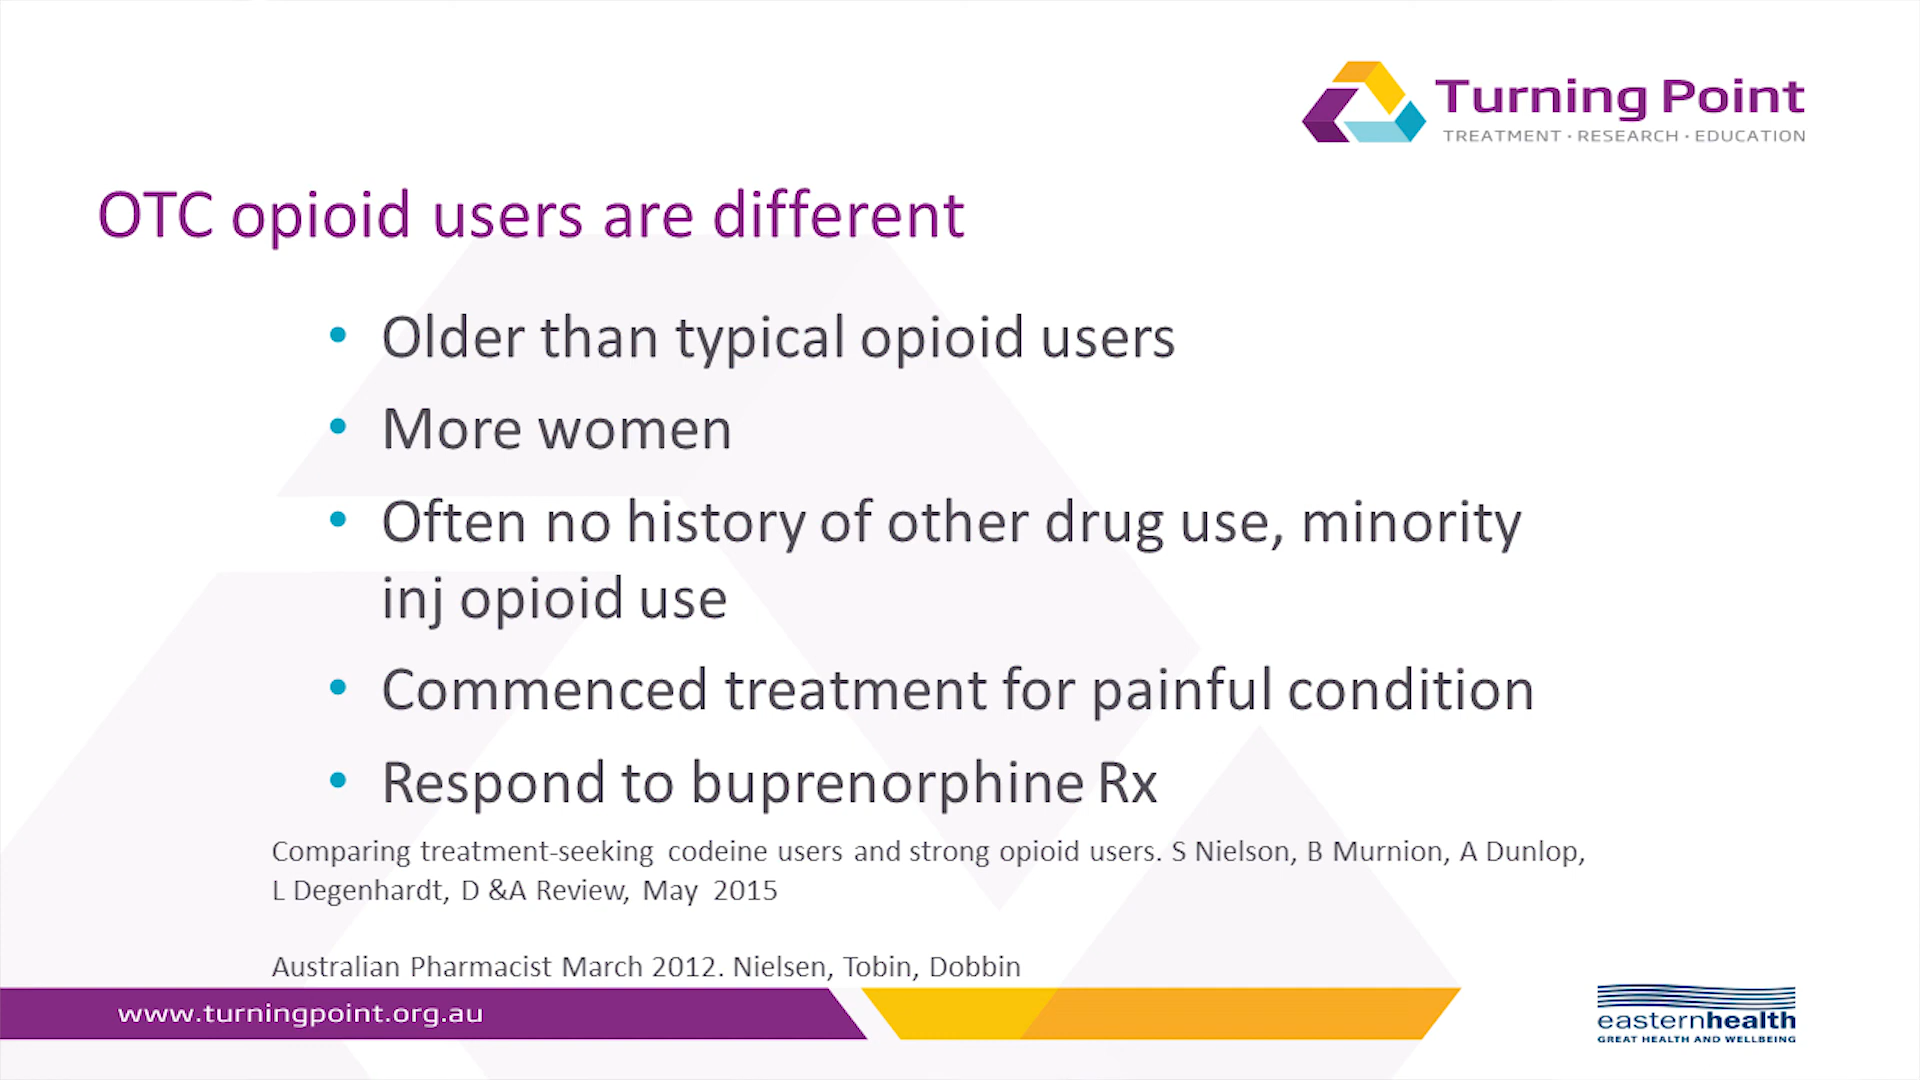 Turning Point
TREATMENT · RESEARCH · EDUCATION
OTC opioid users are different
• Older than typical opioid users
• More women
• Often no history of other drug use, minority
inj opioid use
• Commenced treatment for painful condition
• Respond to buprenorphine Rx
Comparing treatment-seeking codeine users and strong opioid users. S Nielson, B Murnion, A Dunlop,
L Degenhardt, D &A Review, May 2015
Australian Pharmacist March 2012. Nielsen, Tobin, Dobbin
www.turningpoint.org.au
easternhealth
GREAT HEALTH AND WELLBEING